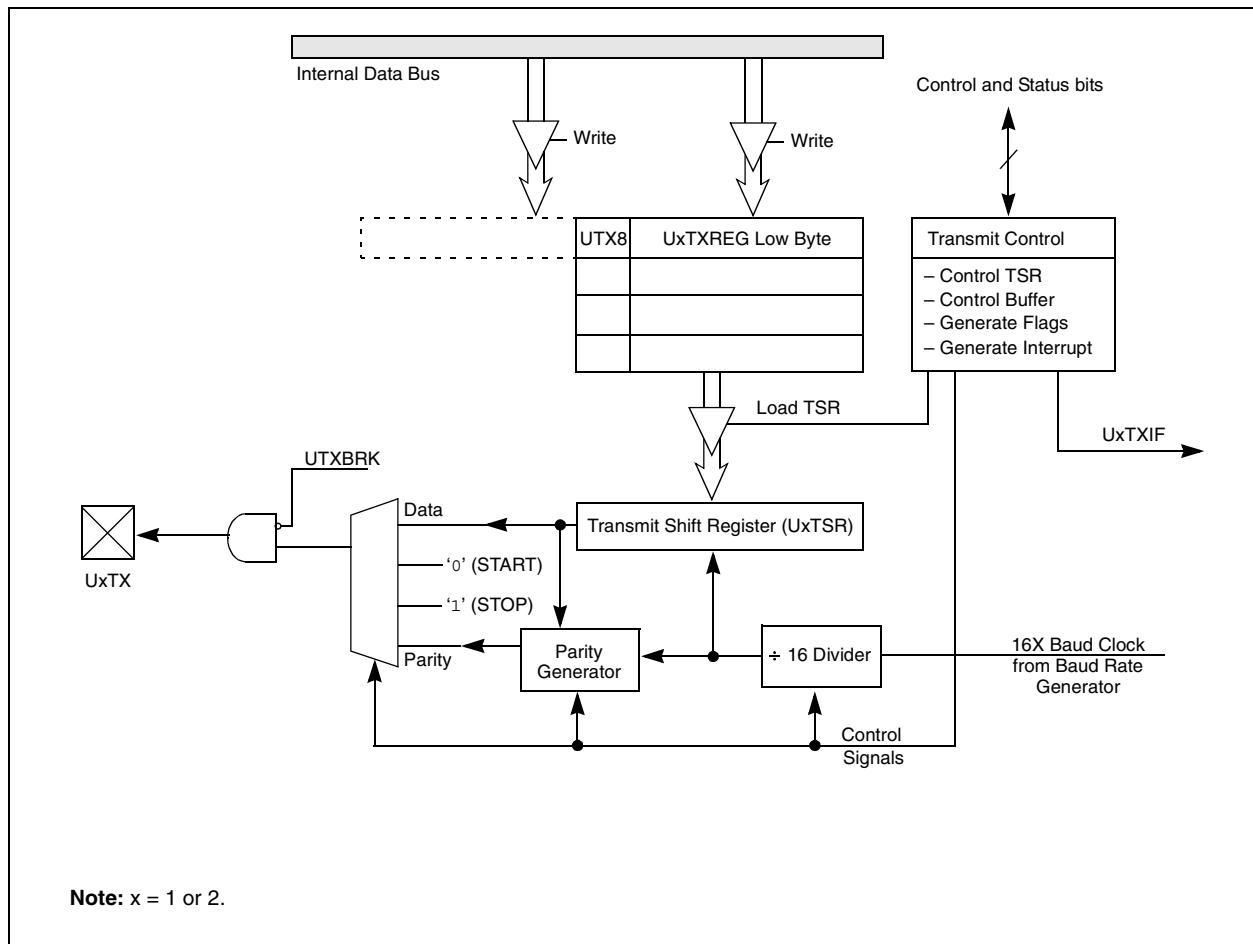 Internal Data Bus
Control and Status bits
Write
Write
UTX8
UxTXREG Low Byte
Transmit Control
– Control TSR
– Control Buffer
– Generate Flags
– Generate Interrupt
Load TSR
UxTXIF
UTXBRK
Data
Transmit Shift Register (UxTSR)
UxTX
‘0’ (START)
‘1’ (STOP)
Parity
Parity
Generator
÷ 16 Divider
16X Baud Clock
from Baud Rate
Generator
Control
Signals
Note: x = 1 or 2.